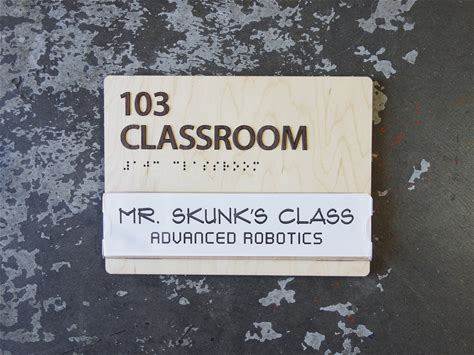 103
CLASSROOM
⠼⠁⠚⠉ ⠉⠇⠁⠎⠎⠗⠕⠕⠍
MR. SKUNK'S CLASS
ADVANCED ROBOTICS